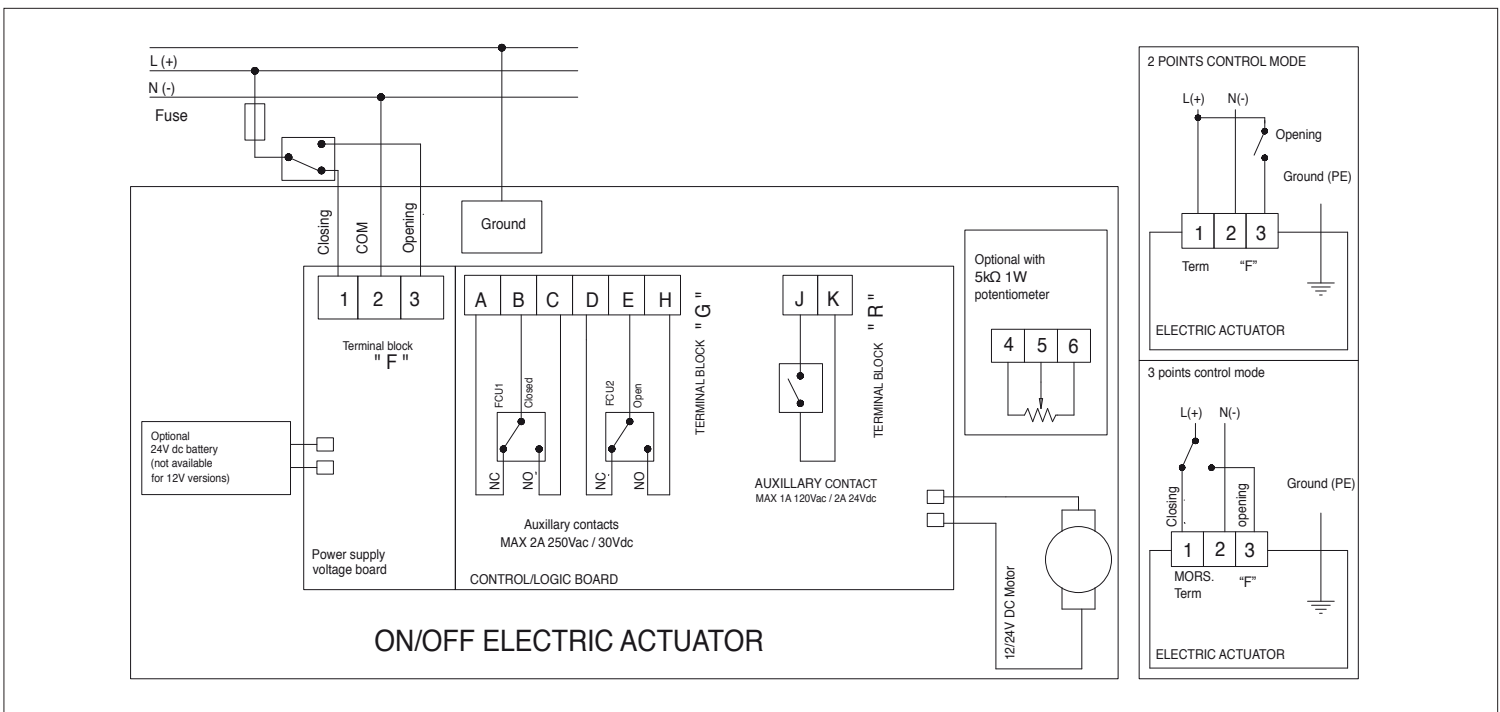 L (+)
N (-)
Fuse
Closing
COM
Opening
Ground
1 2 3
Terminal block
" F "
A B C D E H
TERMINAL BLOCK " G "
FCU1
Closed
FCU2
Open
NC
NO
NC
NO
Auxillary contacts
MAX 2A 250Vac / 30Vdc
J K
TERMINAL BLOCK " R "
AUXILLARY CONTACT
MAX 1A 120Vac / 2A 24Vdc
Optional with
5kΩ 1W
potentiometer
4 5 6
Optional
24V dc battery
(not available
for 12V versions)
Power supply
voltage board
CONTROL/LOGIC BOARD
12/24V DC Motor
ON/OFF ELECTRIC ACTUATOR
2 POINTS CONTROL MODE
L(+) N(-)
Opening
Ground (PE)
1 2 3
Term “F”
ELECTRIC ACTUATOR
3 points control mode
L(+) N(-)
Ground (PE)
Closing
opening
1 2 3
MORS.
Term “F”
ELECTRIC ACTUATOR